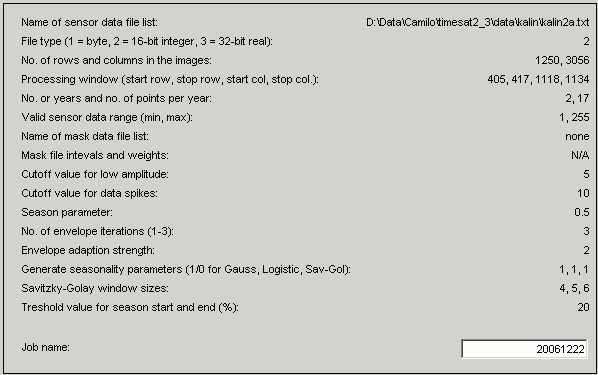 Name of sensor data file list: D:\Data\Camilo\timesat2_3\data\kalin\kalin2a.txt
File type (1 = byte, 2 = 16-bit integer, 3 = 32-bit real): 2
No. of rows and columns in the images: 1250, 3056
Processing window (start row, stop row, start col, stop col.): 405, 417, 1118, 1134
No. or years and no. of points per year: 2, 17
Valid sensor data range (min, max): 1, 255
Name of mask data file list: none
Mask file intevals and weights: N/A
Cutoff value for low amplitude: 5
Cutoff value for data spikes: 2
Season parameter: 0.5
No. of envelope iterations (1-3): 3
Envelope adaption strength: 2
Generate seasonality parameters (1/0 for Gauss, Logistic, Sav-Gol): 1, 1, 1
Savitzky-Golay window sizes: 4, 5, 6
Treshold value for season start and end (%): 20
Job name: 20061222